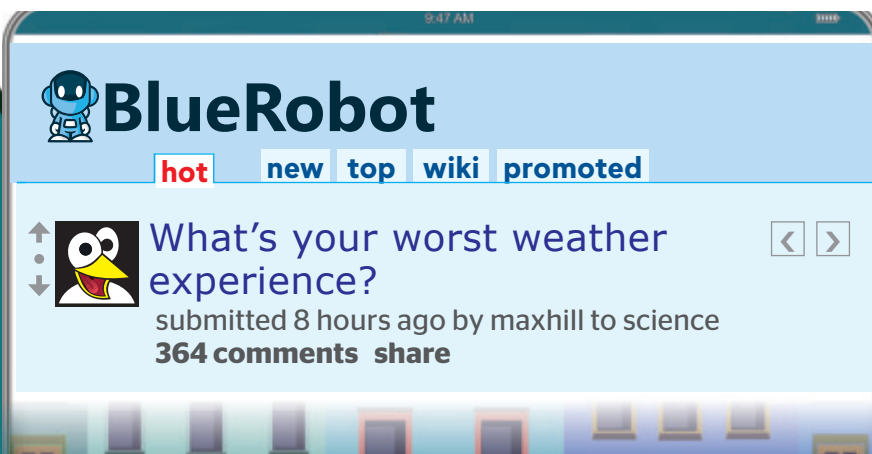 9:47 AM
BlueRobot
hot new top wiki promoted
What’s your worst weather
experience?
submitted 8 hours ago by maxhill to science
364 comments share